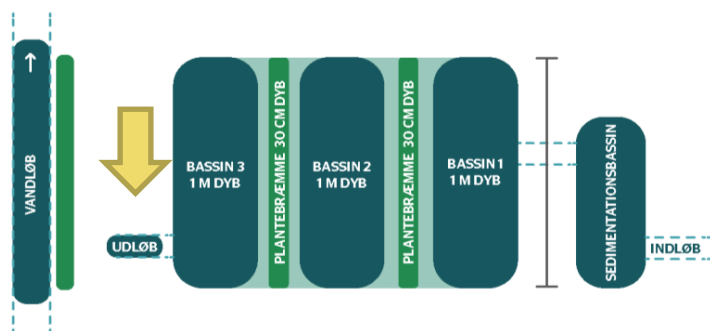 VANDLØB
UDLØB
BASSIN 3
1 M DYB
PLANTEBRÆMME 30 CM DYB
BASSIN 2
1 M DYB
PLANTEBRÆMME 30 CM DYB
BASSIN 1
1 M DYB
SEDIMENTATIONSBASSIN
INDLØB